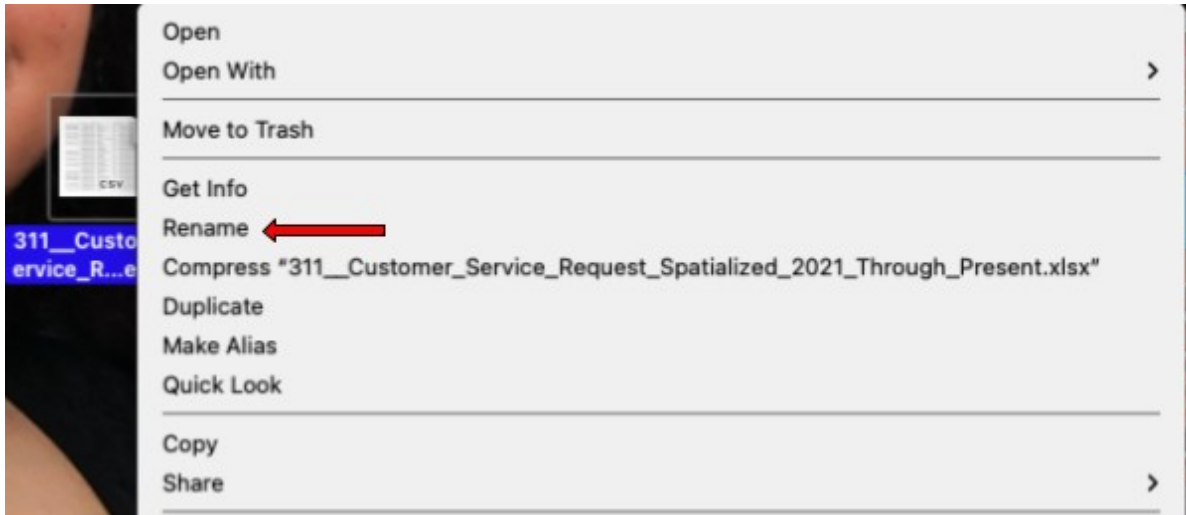 Open
Open With
Move to Trash
CSV
Get Info
Rename
311__Custo
ervice_R...e
Compress "311__Customer_Service_Request_Spatialized_2021_Through_Present.xlsx"
Duplicate
Make Alias
Quick Look
Copy
Share